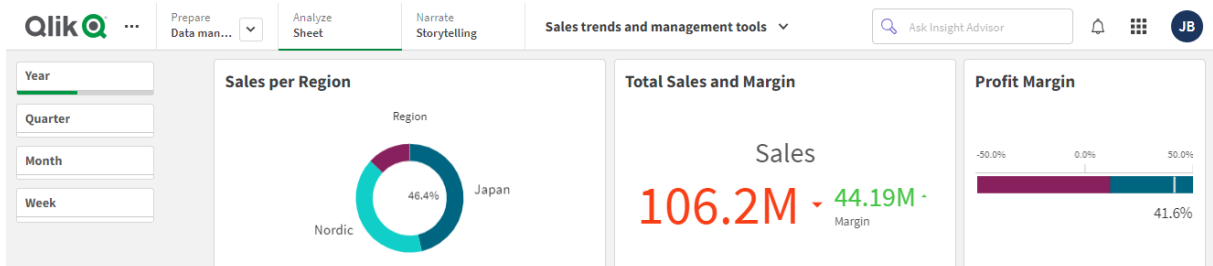 Qlik Q ...
Prepare
Data man...
Analyze
Sheet
Narrate
Storytelling
Sales trends and management tools
Ask Insight Advisor
JB
Year
Quarter
Month
Week
Sales per Region
Region
46.4%
Japan
Nordic
Total Sales and Margin
Sales
106.2M
44.19M
Margin
Profit Margin
-50.0% 0.0% 50.0%
41.6%